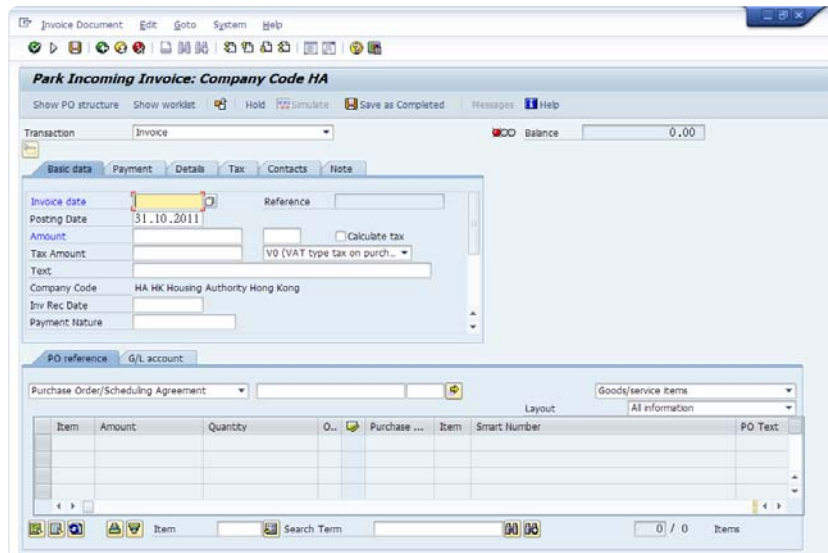 Invoice Document Edit Goto System Help
Park Incoming Invoice: Company Code HA
Show PO structure Show worklist Hold Simulate Save as Completed Messages Help
Transaction Invoice Balance 0.00
Basic data Payment Details Tax Contacts Note
Invoice date Reference
Posting Date 31.10.2011
Amount Calculate tax
Tax Amount V0 (VAT type tax on purch..
Text
Company Code HA HK Housing Authority Hong Kong
Inv Rec Date
Payment Nature
PO reference G/L account
Purchase Order/Scheduling Agreement Goods/service items
Layout All information
Item Amount Quantity O.. Purchase ... Item Smart Number PO Text
Item Search Term 0 / 0 Items